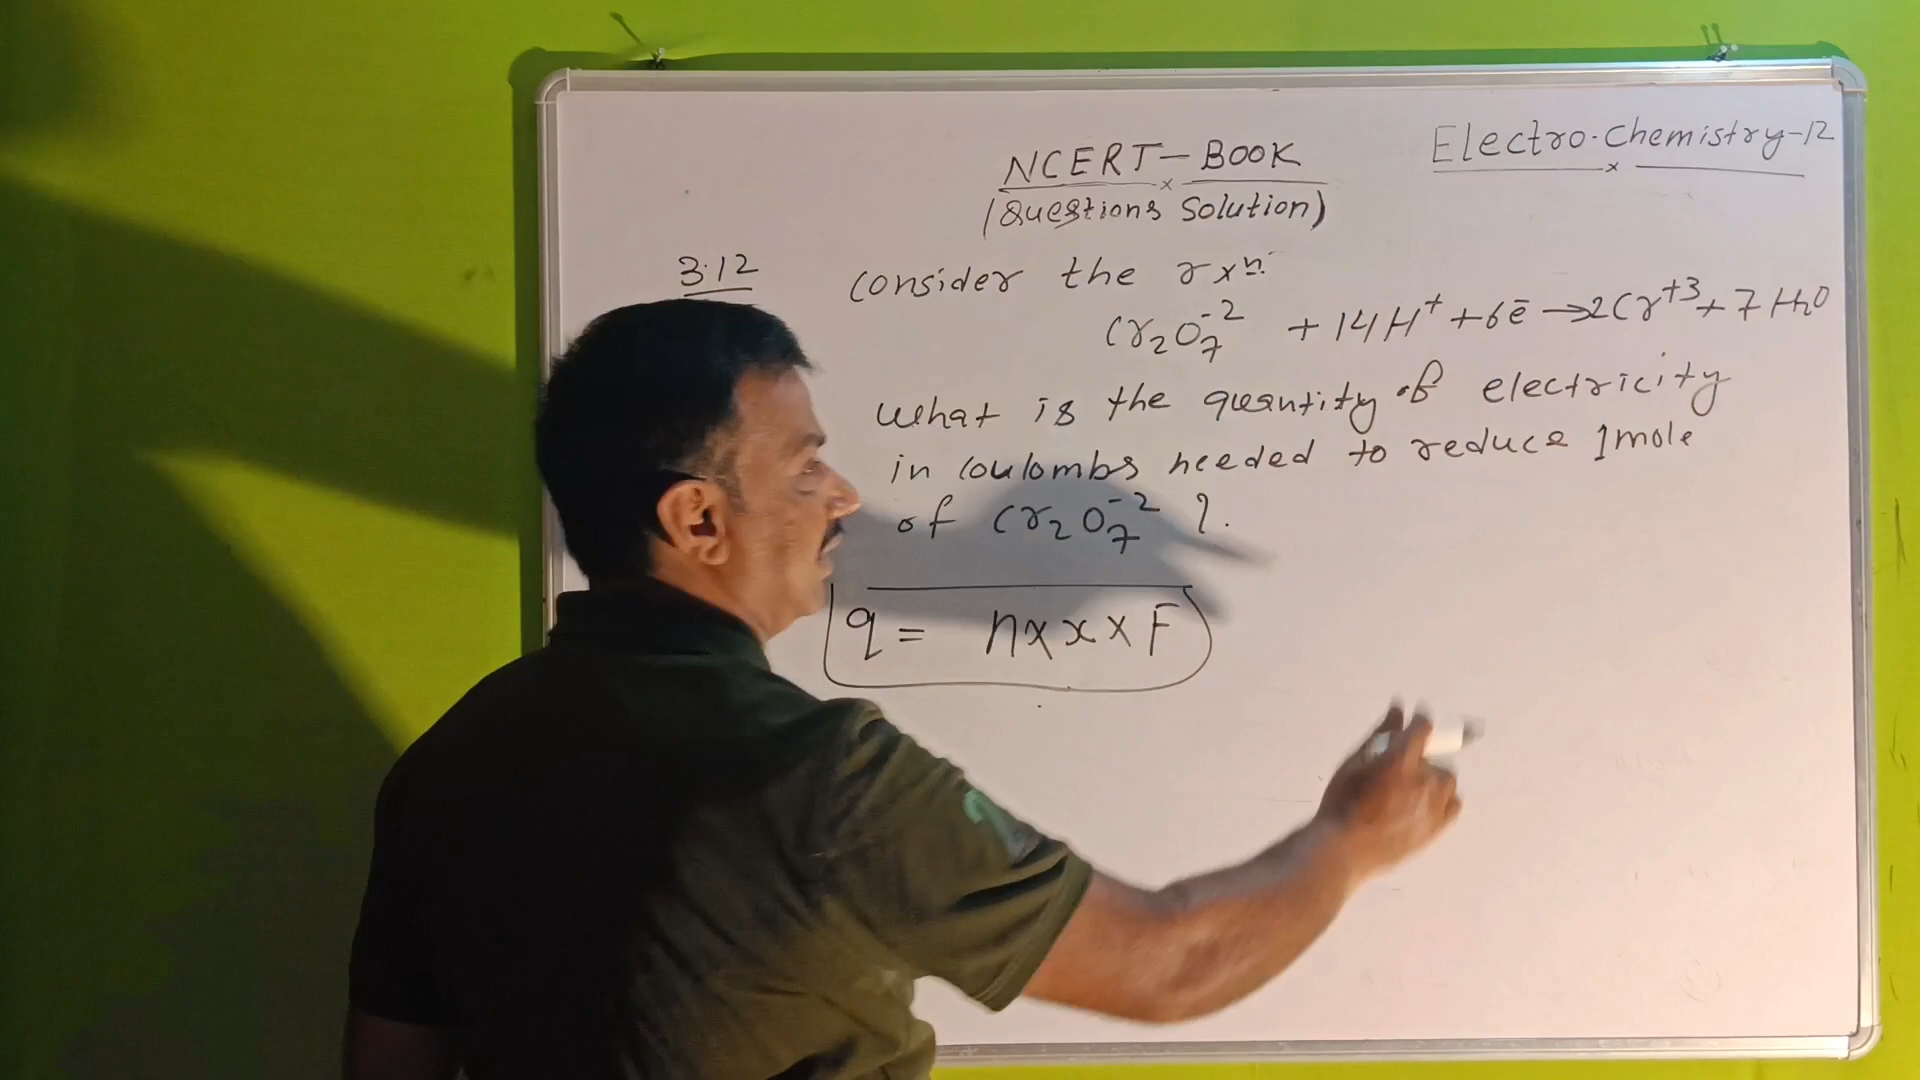 Electro-Chemistry-12
NCERT-BOOK
(Questions Solution)
3.12 Consider the rxn.
Cr₂O₇⁻² + 14H⁺ + 6ē → 2Cr⁺³ + 7H₂O
What is the quantity of electricity
in coulombs needed to reduce 1mole
of Cr₂O₇⁻² ?.
q = n×x×F